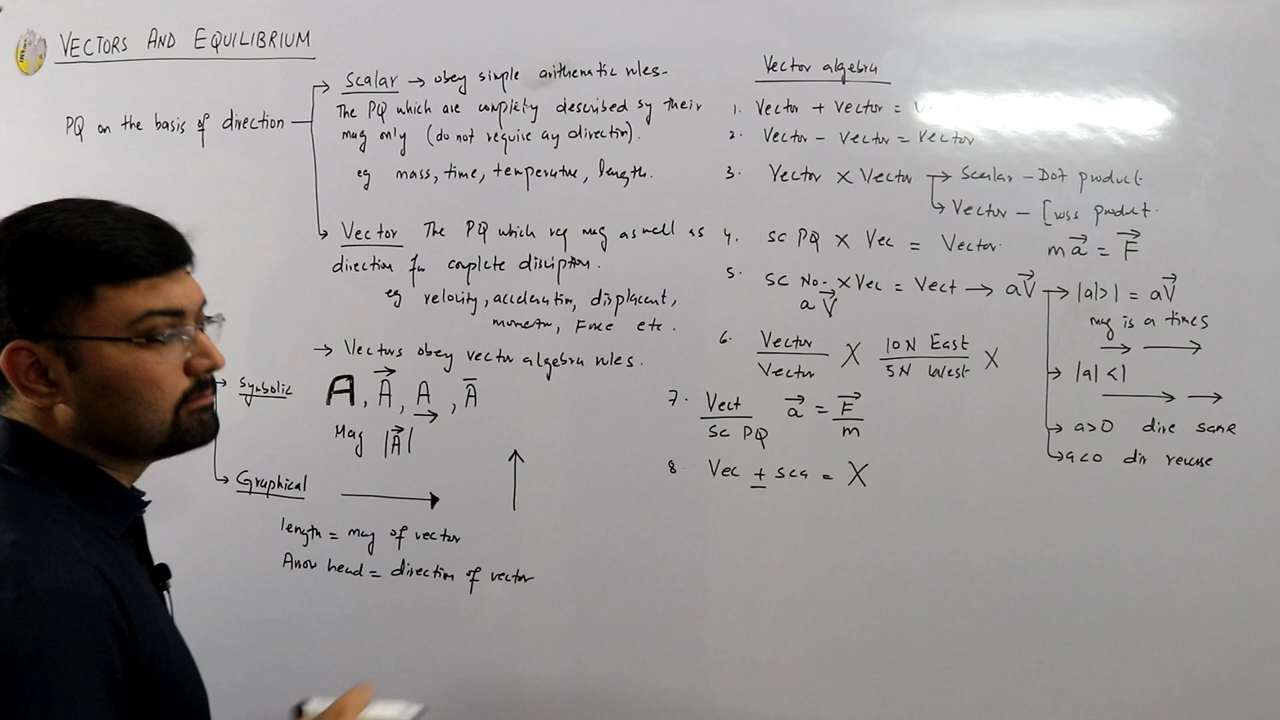 VECTORS AND EQUILIBRIUM
PQ on the basis of direction
Scalar → obey simple arithematic rules.
The PQ which are completely described by their
mag only (do not require any direction).
eg mass, time, temperature, length.
Vector The PQ which req mag as well as
direction for complete discription.
eg velocity, acceleration, displacement,
momentum, Force etc.
→ Vectors obey vector algebra rules.
Symbolic A, A⃗, A, Ā
Mag |A⃗|
Graphical
length = mag of vector
Arrow head = direction of vector
Vector algebra
1. Vector + Vector = V
2. Vector - Vector = Vector
3. Vector X Vector → Scalar - Dot product
→ Vector - Cross product.
4. SC PQ X Vec = Vector. ma⃗ = F⃗
5. SC No. X Vec = Vect → aV⃗ → |a|>1 = aV⃗
aV⃗
mag is a times
→ |a| <1
→ a>0 dire same
→ a<0 dir reverse
6. Vector / Vector X 10N East / 5N West X
7. Vect / SC PQ a⃗ = F⃗ / m
8. Vec ± sca = X